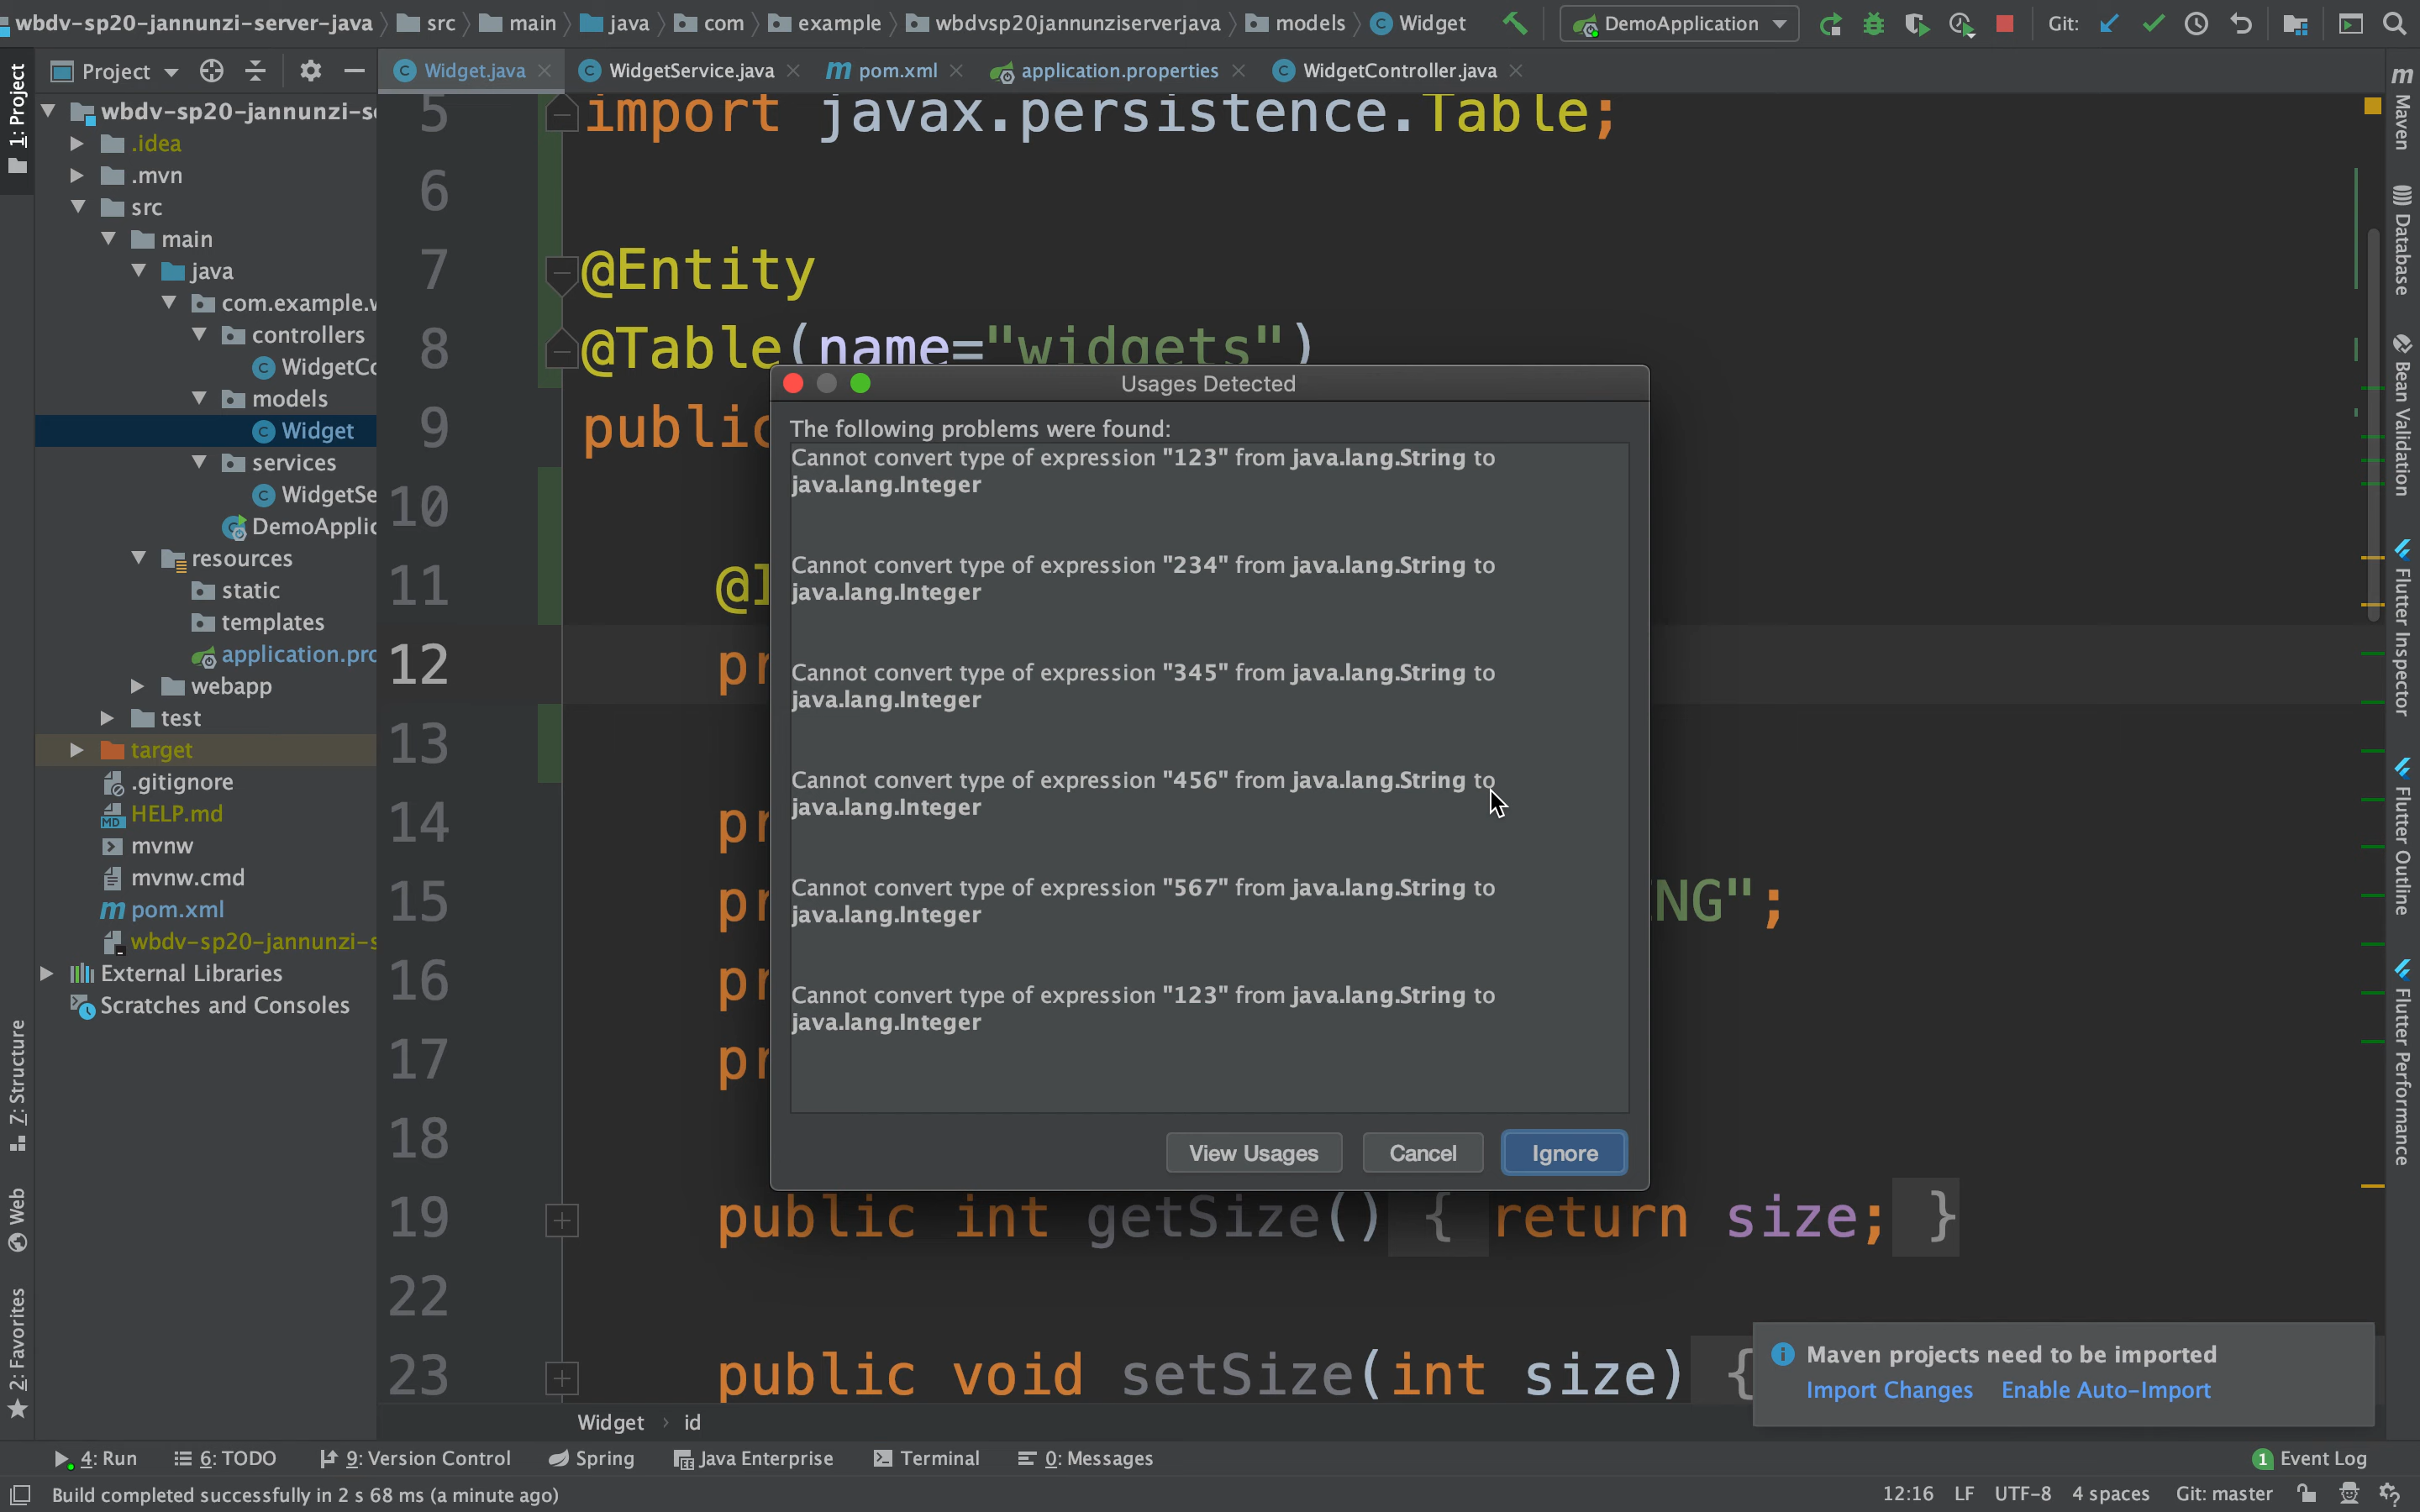 wbdv-sp20-jannunzi-server-java src main java com example wbdvsp20jannunziserverjava models Widget DemoApplication Git:
1: Project
Project
Widget.java WidgetService.java pom.xml application.properties WidgetController.java
wbdv-sp20-jannunzi-s
.idea
.mvn
src
main
java
com.example.w
controllers
WidgetCo
models
Widget
services
WidgetSe
DemoApplic
resources
static
templates
application.pro
webapp
test
target
.gitignore
HELP.md
mvnw
mvnw.cmd
pom.xml
wbdv-sp20-jannunzi-s
External Libraries
Scratches and Consoles
Z: Structure
Web
2: Favorites
5 import javax.persistence.Table;
6
7 @Entity
8 @Table(name="widgets")
9 public
10
11 @I
12 pr
13
14 pr
15 pr NG";
16 pr
17 pr
18
19 public int getSize() { return size; }
22
23 public void setSize(int size) {
Usages Detected
The following problems were found:
Cannot convert type of expression "123" from java.lang.String to
java.lang.Integer
Cannot convert type of expression "234" from java.lang.String to
java.lang.Integer
Cannot convert type of expression "345" from java.lang.String to
java.lang.Integer
Cannot convert type of expression "456" from java.lang.String to
java.lang.Integer
Cannot convert type of expression "567" from java.lang.String to
java.lang.Integer
Cannot convert type of expression "123" from java.lang.String to
java.lang.Integer
View Usages Cancel Ignore
Maven projects need to be imported
Import Changes Enable Auto-Import
Widget id
Maven
Database
Bean Validation
Flutter Inspector
Flutter Outline
Flutter Performance
4: Run 6: TODO 9: Version Control Spring Java Enterprise Terminal 0: Messages 1 Event Log
Build completed successfully in 2 s 68 ms (a minute ago) 12:16 LF UTF-8 4 spaces Git: master